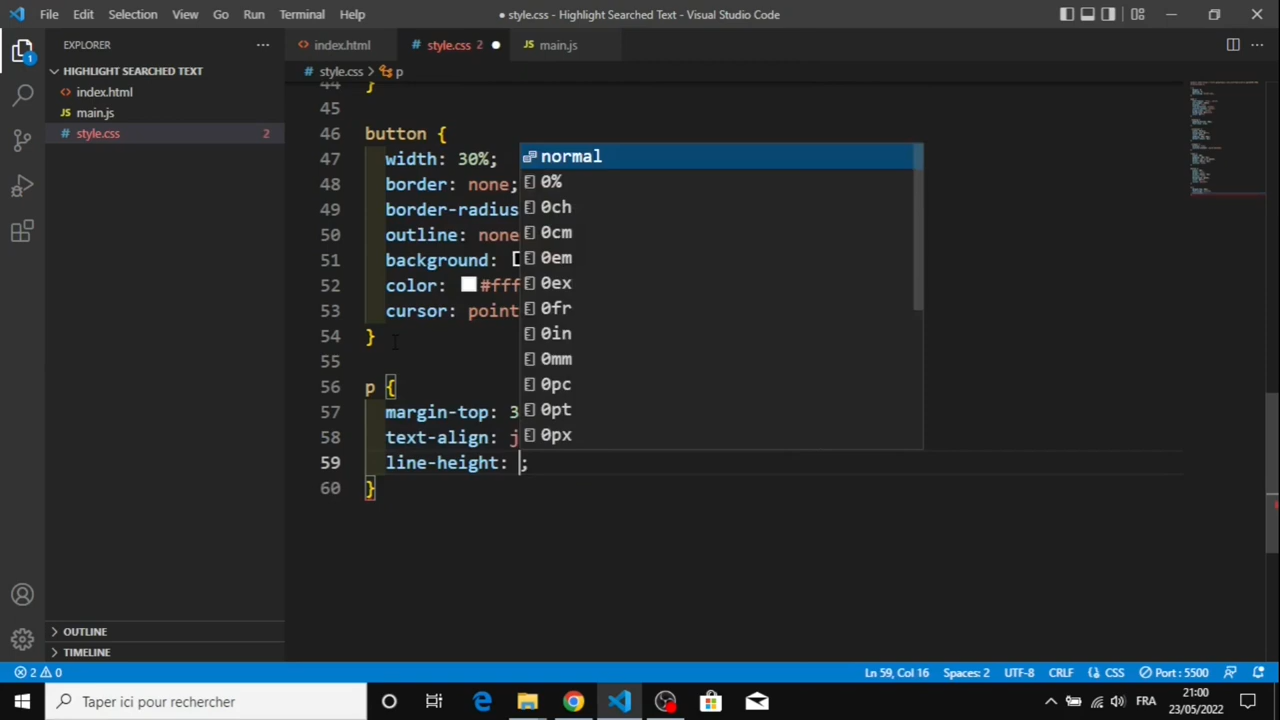 File Edit Selection View Go Run Terminal Help
● style.css - Highlight Searched Text - Visual Studio Code
EXPLORER
HIGHLIGHT SEARCHED TEXT
<> index.html
JS main.js
# style.css 2
OUTLINE
TIMELINE
<> index.html
# style.css 2 ●
JS main.js
# style.css > p
44 }
45
46 button {
47 width: 30%;
48 border: none;
49 border-radius
50 outline: none
51 background:
52 color: #fff
53 cursor: point
54 }
55
56 p {
57 margin-top: 3
58 text-align: j
59 line-height: ;
60 }
normal
0%
0ch
0cm
0em
0ex
0fr
0in
0mm
0pc
0pt
0px
1
2 0
Ln 59, Col 16 Spaces: 2 UTF-8 CRLF CSS Port : 5500
Taper ici pour rechercher
FRA
21:00
23/05/2022